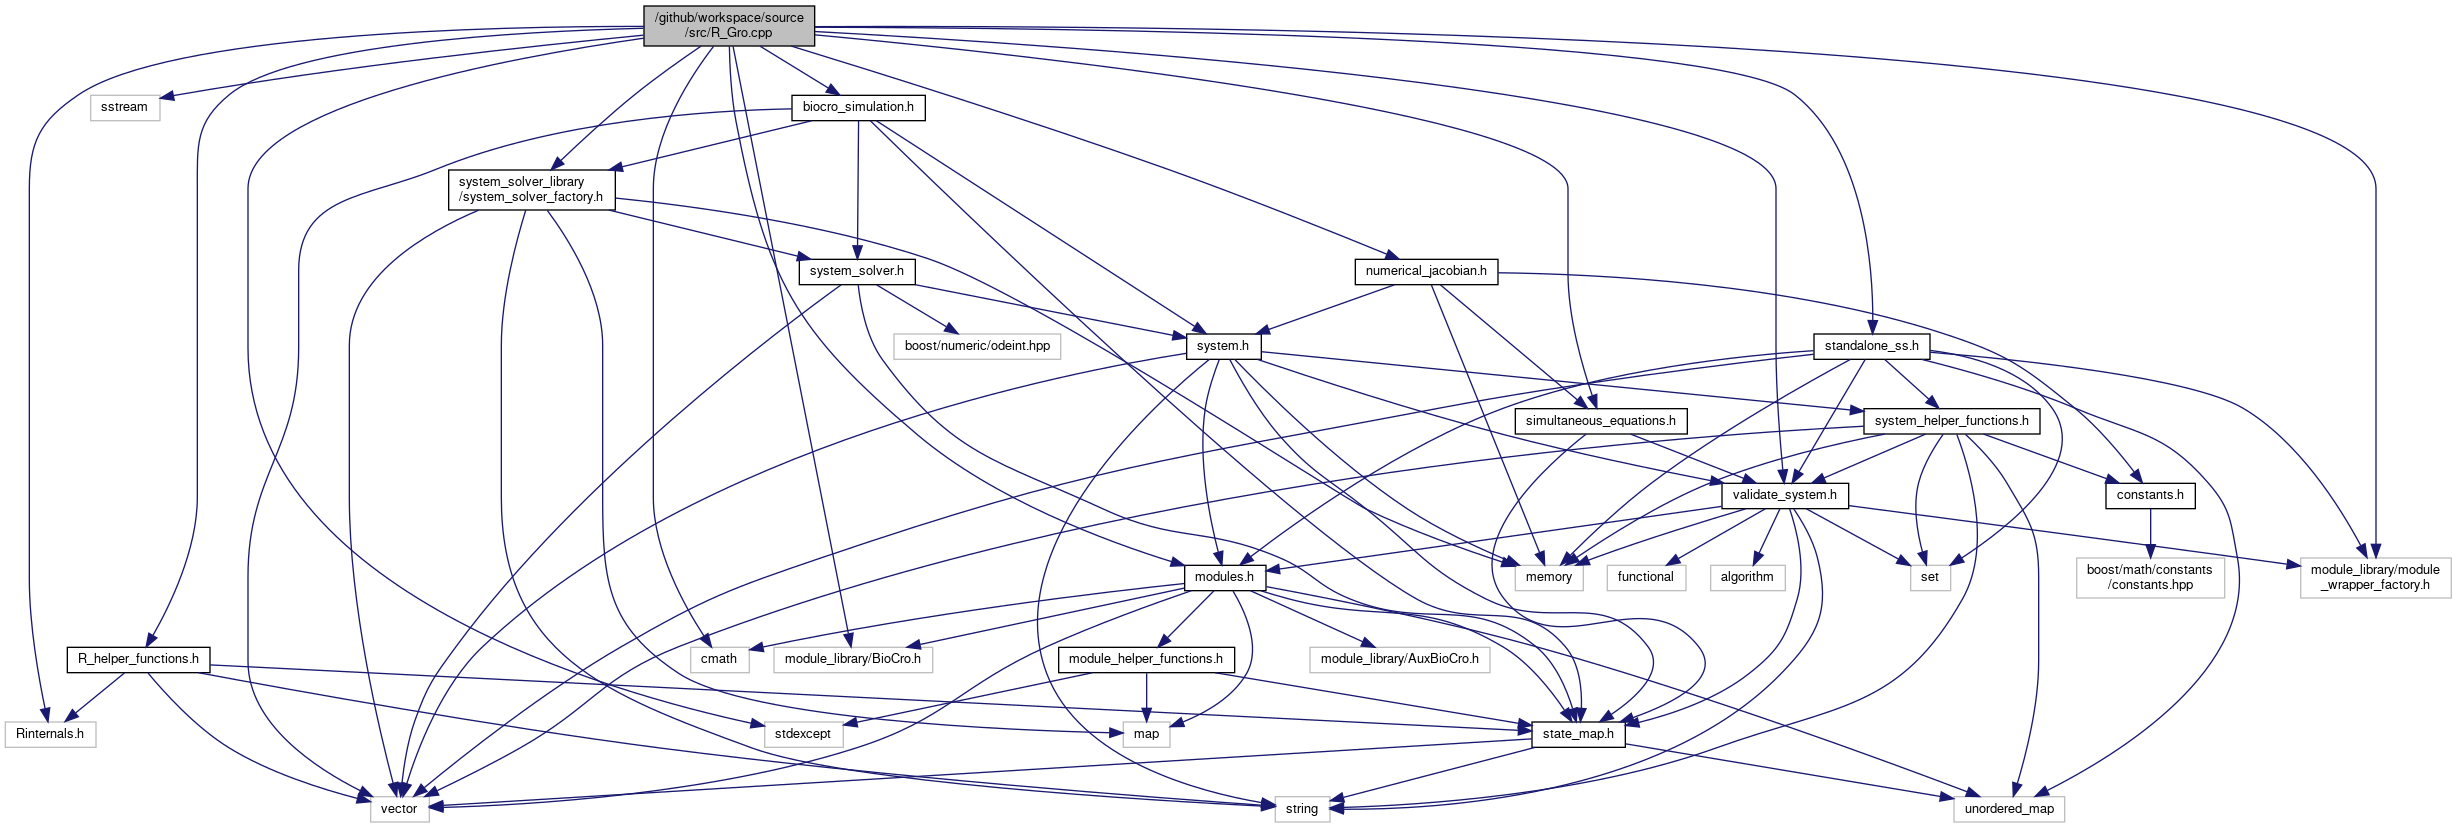 /github/workspace/source
/src/R_Gro.cpp
sstream
biocro_simulation.h
system_solver_library
/system_solver_factory.h
system_solver.h
numerical_jacobian.h
boost/numeric/odeint.hpp
system.h
standalone_ss.h
simultaneous_equations.h
system_helper_functions.h
validate_system.h
constants.h
modules.h
memory
functional
algorithm
set
boost/math/constants
/constants.hpp
module_library/module
_wrapper_factory.h
R_helper_functions.h
cmath
module_library/BioCro.h
module_helper_functions.h
module_library/AuxBioCro.h
Rinternals.h
stdexcept
map
state_map.h
vector
string
unordered_map